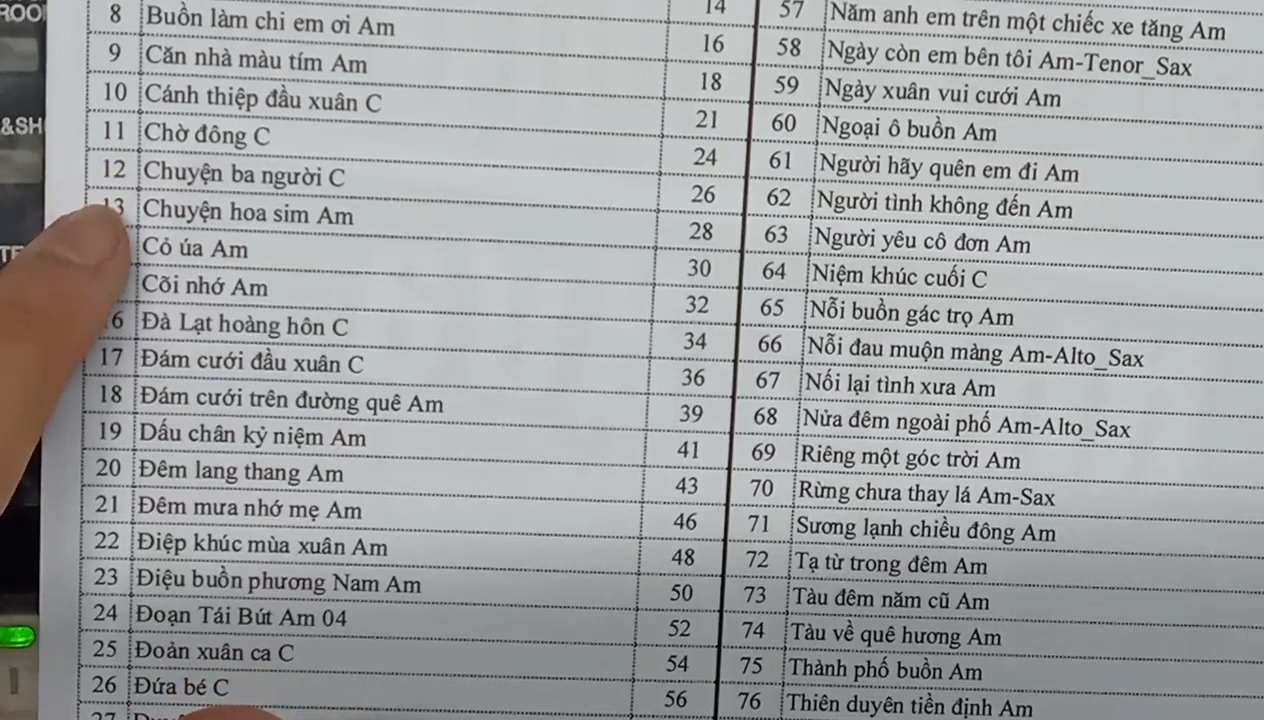 ROO
&SH
14 57 Năm anh em trên một chiếc xe tăng Am
8 Buồn làm chi em ơi Am 16 58 Ngày còn em bên tôi Am-Tenor_Sax
9 Căn nhà màu tím Am 18 59 Ngày xuân vui cưới Am
10 Cánh thiệp đầu xuân C 21 60 Ngoại ô buồn Am
11 Chờ đông C 24 61 Người hãy quên em đi Am
12 Chuyện ba người C 26 62 Người tình không đến Am
13 Chuyện hoa sim Am 28 63 Người yêu cô đơn Am
Cỏ úa Am 30 64 Niệm khúc cuối C
Cõi nhớ Am 32 65 Nỗi buồn gác trọ Am
6 Đà Lạt hoàng hôn C 34 66 Nỗi đau muộn màng Am-Alto_Sax
17 Đám cưới đầu xuân C 36 67 Nối lại tình xưa Am
18 Đám cưới trên đường quê Am 39 68 Nửa đêm ngoài phố Am-Alto_Sax
19 Dấu chân kỷ niệm Am 41 69 Riêng một góc trời Am
20 Đêm lang thang Am 43 70 Rừng chưa thay lá Am-Sax
21 Đêm mưa nhớ mẹ Am 46 71 Sương lạnh chiều đông Am
22 Điệp khúc mùa xuân Am 48 72 Tạ từ trong đêm Am
23 Điệu buồn phương Nam Am 50 73 Tàu đêm năm cũ Am
24 Đoạn Tái Bút Am 04 52 74 Tàu về quê hương Am
25 Đoản xuân ca C 54 75 Thành phố buồn Am
26 Đứa bé C 56 76 Thiên duyên tiền định Am